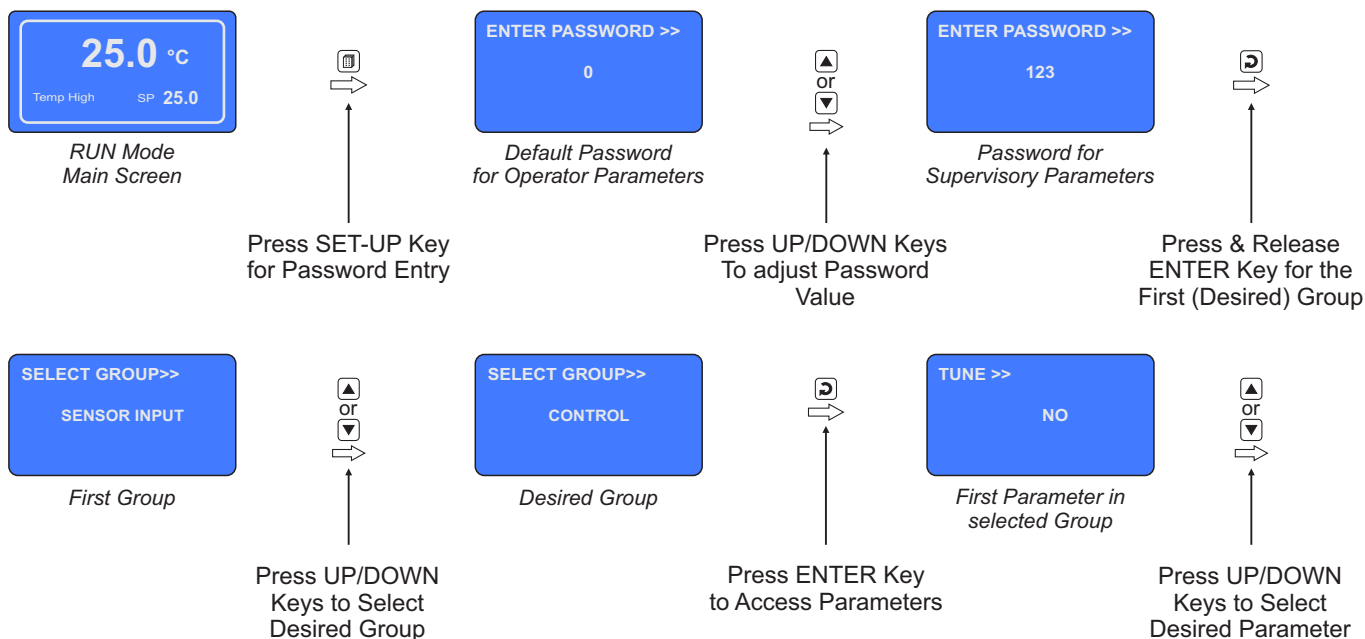 25.0 °C
Temp High SP 25.0
RUN Mode
Main Screen
Press SET-UP Key
for Password Entry
ENTER PASSWORD >>
0
Default Password
for Operator Parameters
or
Press UP/DOWN Keys
To adjust Password
Value
ENTER PASSWORD >>
123
Password for
Supervisory Parameters
Press & Release
ENTER Key for the
First (Desired) Group
SELECT GROUP>>
SENSOR INPUT
First Group
or
Press UP/DOWN
Keys to Select
Desired Group
SELECT GROUP>>
CONTROL
Desired Group
Press ENTER Key
to Access Parameters
TUNE >>
NO
First Parameter in
selected Group
or
Press UP/DOWN
Keys to Select
Desired Parameter